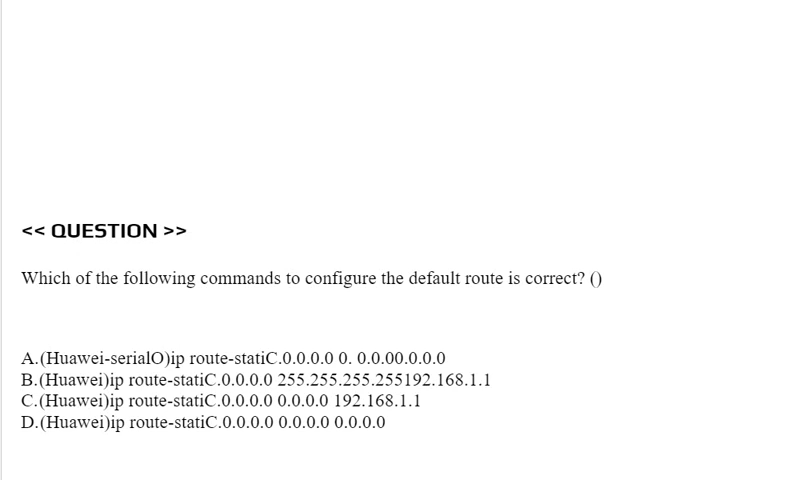 << QUESTION >>
Which of the following commands to configure the default route is correct? ()
A.(Huawei-serialO)ip route-statiC.0.0.0.0 0. 0.0.00.0.0.0
B.(Huawei)ip route-statiC.0.0.0.0 255.255.255.255192.168.1.1
C.(Huawei)ip route-statiC.0.0.0.0 0.0.0.0 192.168.1.1
D.(Huawei)ip route-statiC.0.0.0.0 0.0.0.0 0.0.0.0